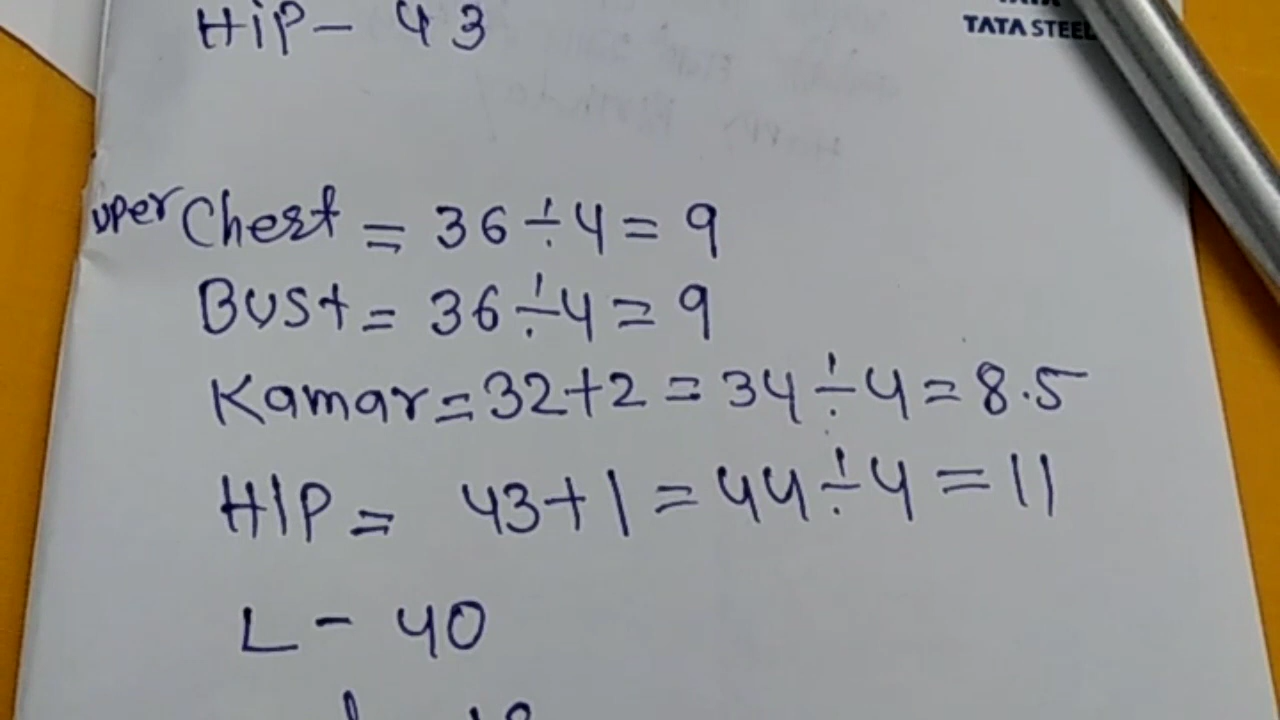 HiP - 43
TATA STEEL
uper Chest = 36 ÷ 4 = 9
Bust = 36 ÷ 4 = 9
Kamar = 32 + 2 = 34 ÷ 4 = 8.5
HIP = 43 + 1 = 44 ÷ 4 = 11
L - 40